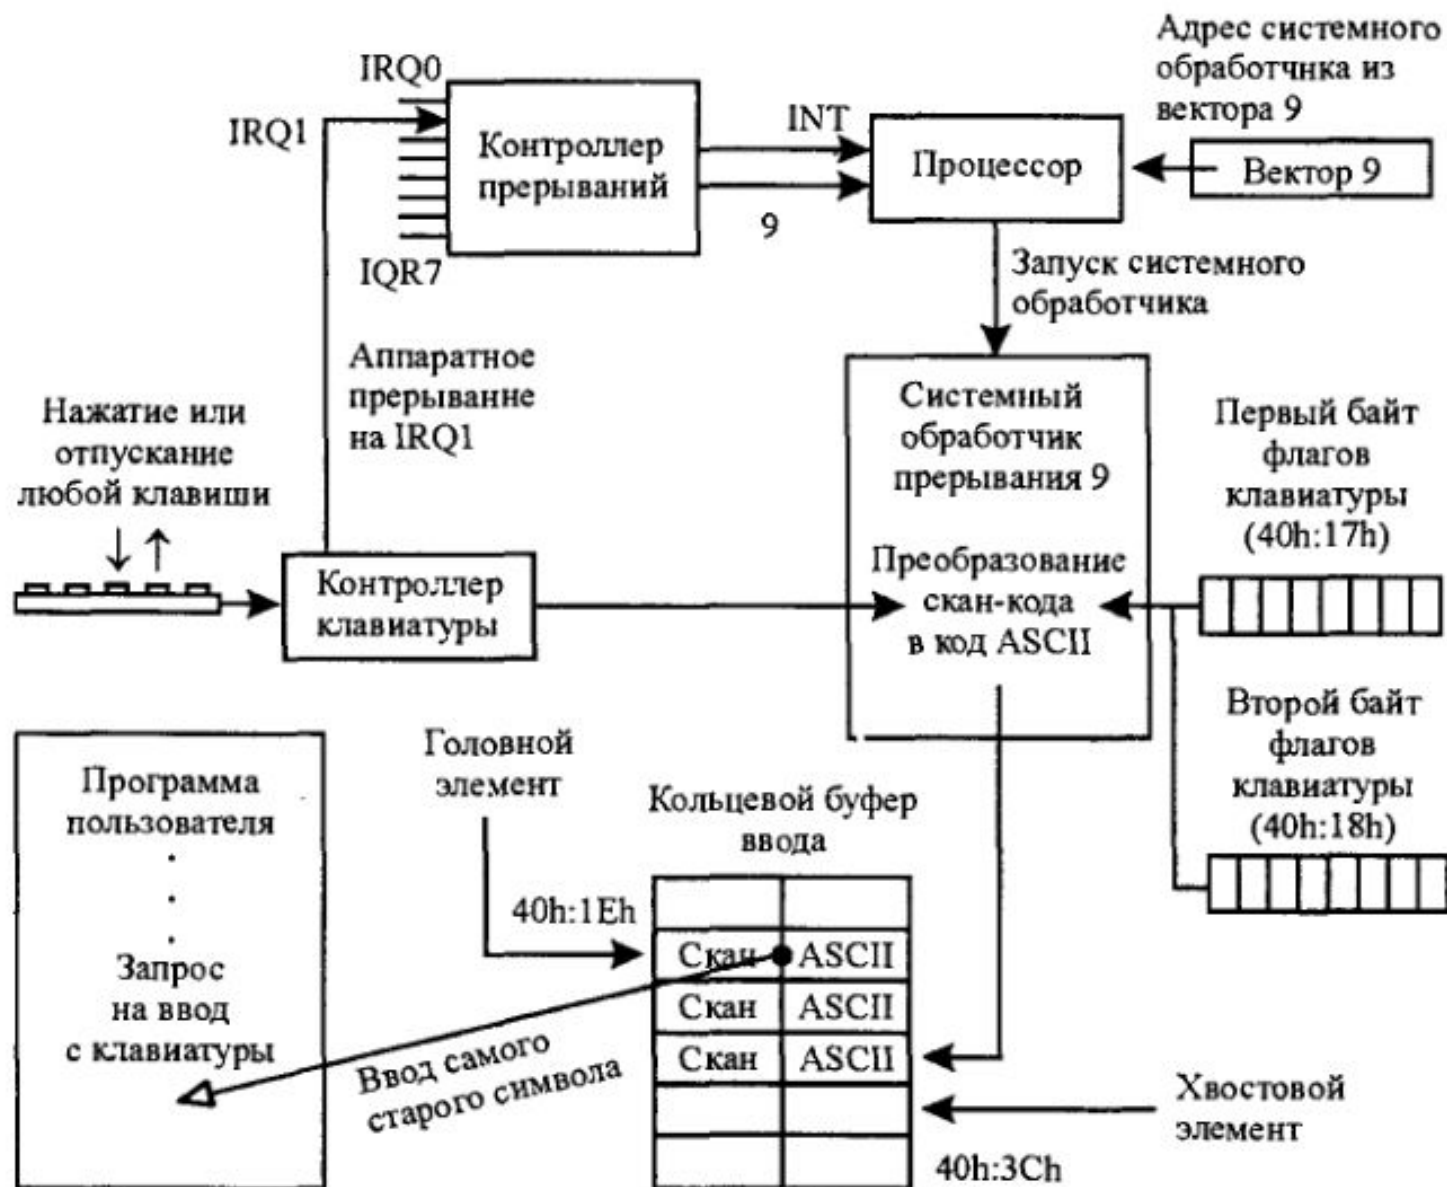 Адрес системного
обработчика из
вектора 9
IRQ0
IRQ1
INT
Контроллер
прерываний
Процессор
Вектор 9
9
IQR7
Запуск системного
обработчика
Аппаратное
прерывание
на IRQ1
Нажатие или
отпускание
любой клавиши
Системный
обработчик
прерывания 9
Первый байт
флагов
клавиатуры
(40h:17h)
Преобразование
скан-кода
в код ASCII
Контроллер
клавиатуры
Второй байт
флагов
клавиатуры
(40h:18h)
Головной
элемент
Программа
пользователя
.
.
.
Запрос
на ввод
с клавиатуры
Кольцевой буфер
ввода
40h:1Eh
Скан ASCII
Скан ASCII
Скан ASCII
Ввод самого
старого символа
Хвостовой
элемент
40h:3Ch